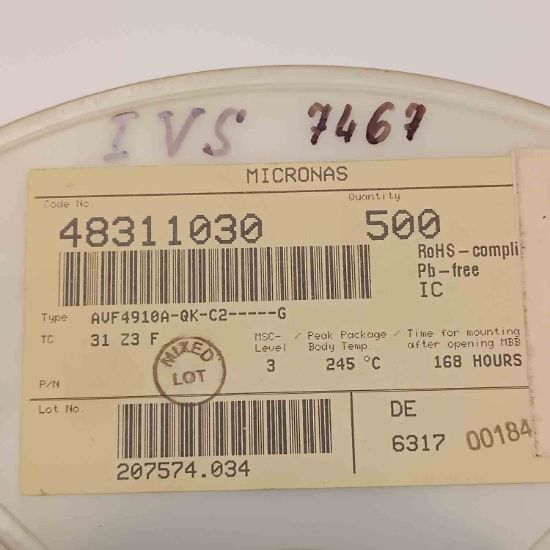 IVS 7467
MICRONAS
Code No. Quantity
48311030 500
RoHS-compli
Pb-free
IC
Type AVF4910A-QK-C2-----G
TC 31 Z3 F
MSC-Level 3
Peak Package Body Temp. 245 °C
Time for mounting after opening MBB 168 HOURS
MIXED LOT
P/N
Lot No.
207574.034
DE
6317 00184